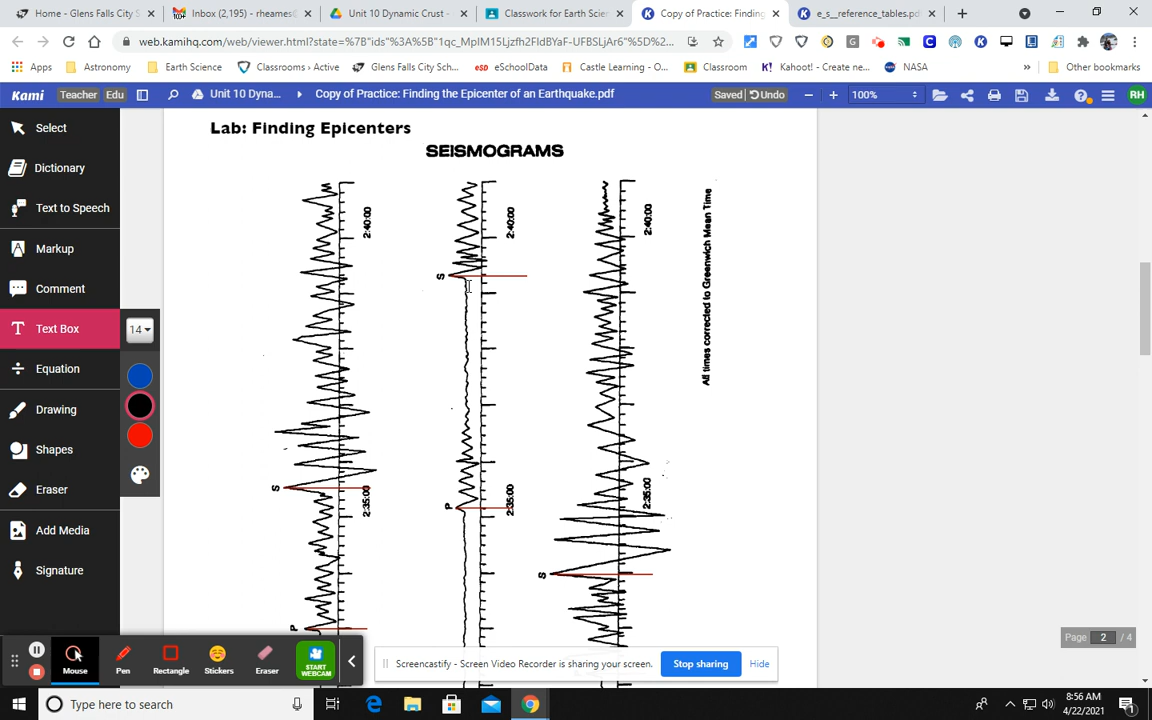 Home - Glens Falls City S
Inbox (2,195) - rheames@
Unit 10 Dynamic Crust -
Classwork for Earth Scien
Copy of Practice: Finding
e_s__reference_tables.pd
web.kamihq.com/web/viewer.html?state=%7B"ids"%3A%5B"1qc_MpIM15Ljzfh2FIdBYaF-UFBSLjAr6"%5D%2...
Apps
Astronomy
Earth Science
Classrooms › Active
Glens Falls City Sch...
eSchoolData
Castle Learning - O...
Classroom
Kahoot! - Create ne...
NASA
»
Other bookmarks
Kami
Teacher
Edu
Unit 10 Dyna...
Copy of Practice: Finding the Epicenter of an Earthquake.pdf
Saved
Undo
100%
RH
Select
Dictionary
Text to Speech
Markup
Comment
Text Box
14
Equation
Drawing
Shapes
Eraser
Add Media
Signature
Lab: Finding Epicenters
SEISMOGRAMS
2:40:00
2:40:00
2:40:00
All times corrected to Greenwich Mean Time
S
S
P
2:35:00
2:35:00
2:35:00
S
P
Page 2 / 4
Mouse
Pen
Rectangle
Stickers
Eraser
START WEBCAM
Screencastify - Screen Video Recorder is sharing your screen.
Stop sharing
Hide
Type here to search
8:56 AM
4/22/2021
1